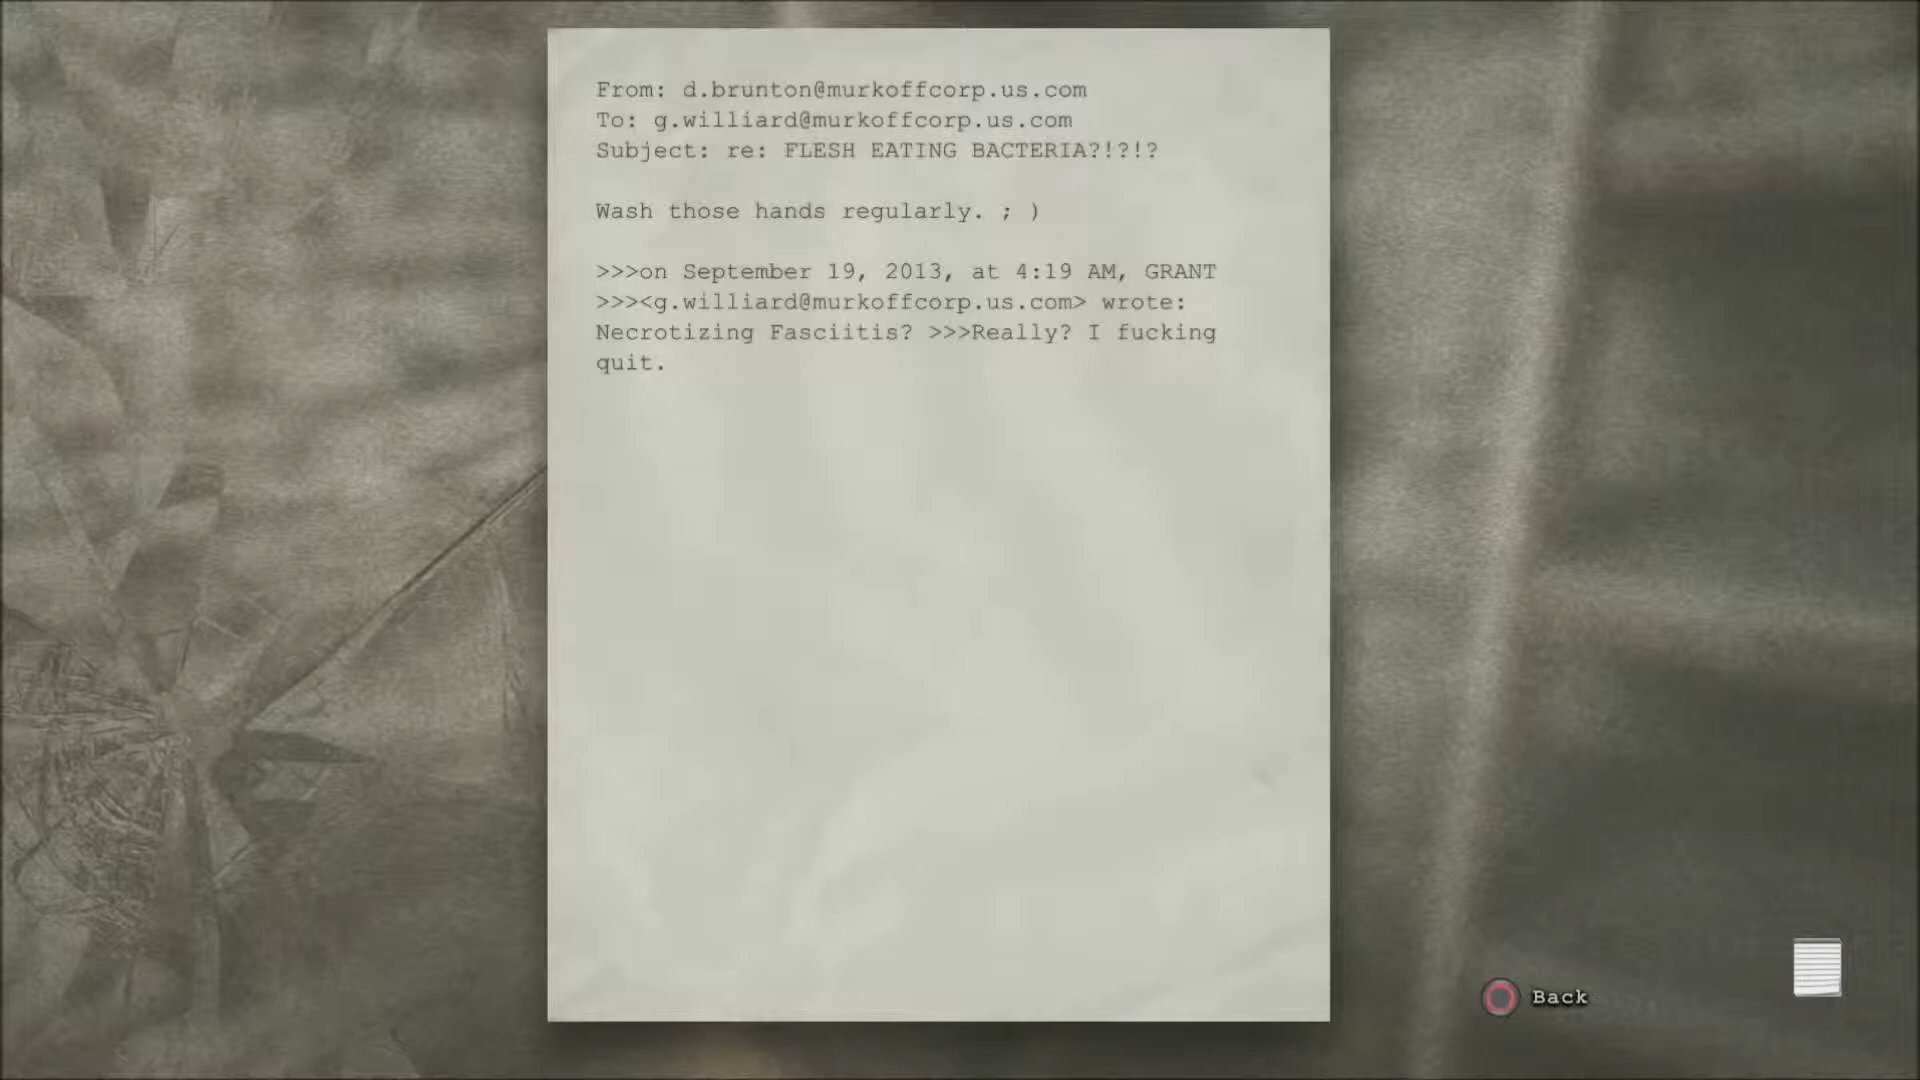 From: d.brunton@murkoffcorp.us.com
To: g.williard@murkoffcorp.us.com
Subject: re: FLESH EATING BACTERIA?!?!?
Wash those hands regularly. ; )
>>>on September 19, 2013, at 4:19 AM, GRANT
>>><g.williard@murkoffcorp.us.com> wrote:
Necrotizing Fasciitis? >>>Really? I fucking
quit.
Back